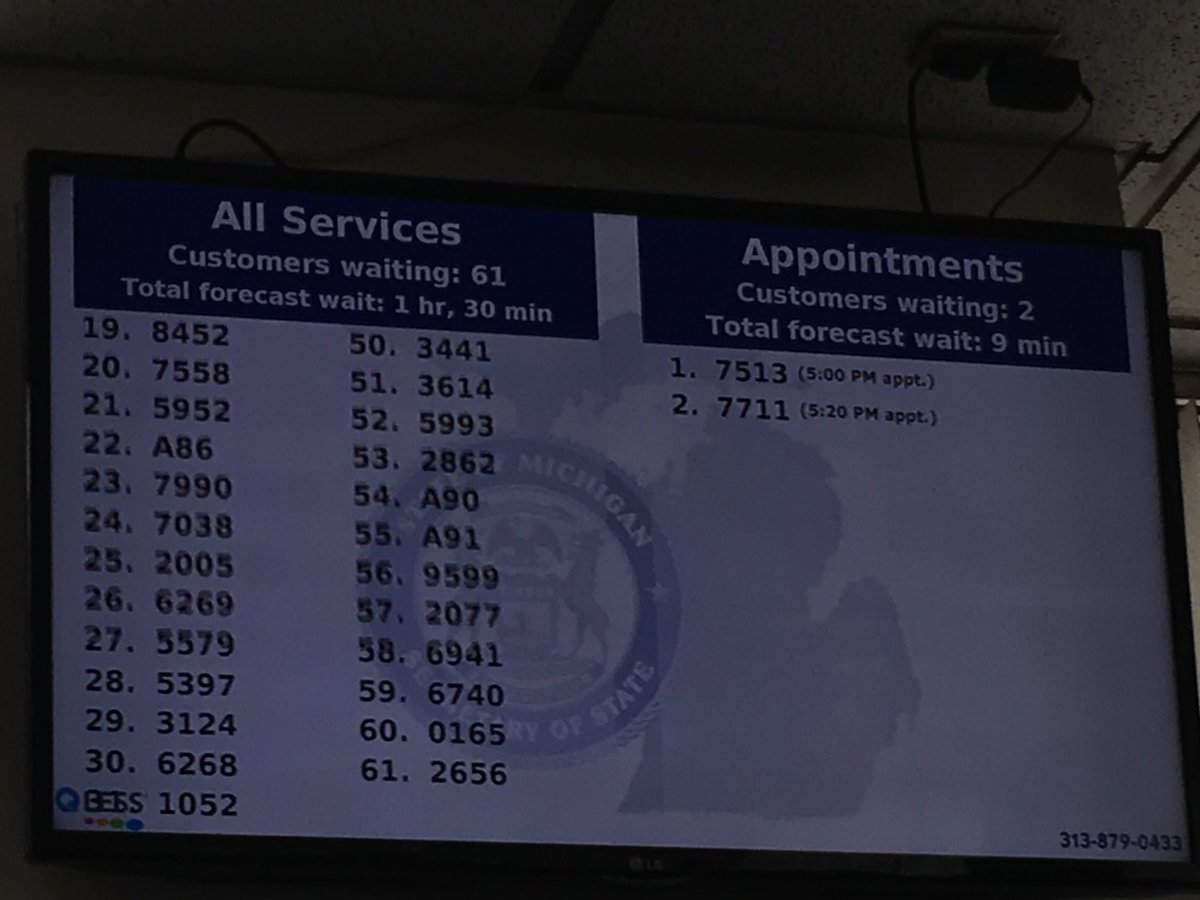 All Services
Customers waiting: 61
Total forecast wait: 1 hr, 30 min
19. 8452
20. 7558
21. 5952
22. A86
23. 7990
24. 7038
25. 2005
26. 6269
27. 5579
28. 5397
29. 3124
30. 6268
1052
50. 3441
51. 3614
52. 5993
53. 2862
54. A90
55. A91
56. 9599
57. 2077
58. 6941
59. 6740
60. 0165
61. 2656
Appointments
Customers waiting: 2
Total forecast wait: 9 min
1. 7513 (5:00 PM appt.)
2. 7711 (5:20 PM appt.)
MICHIGAN
OF STATE
313-879-0433
LG